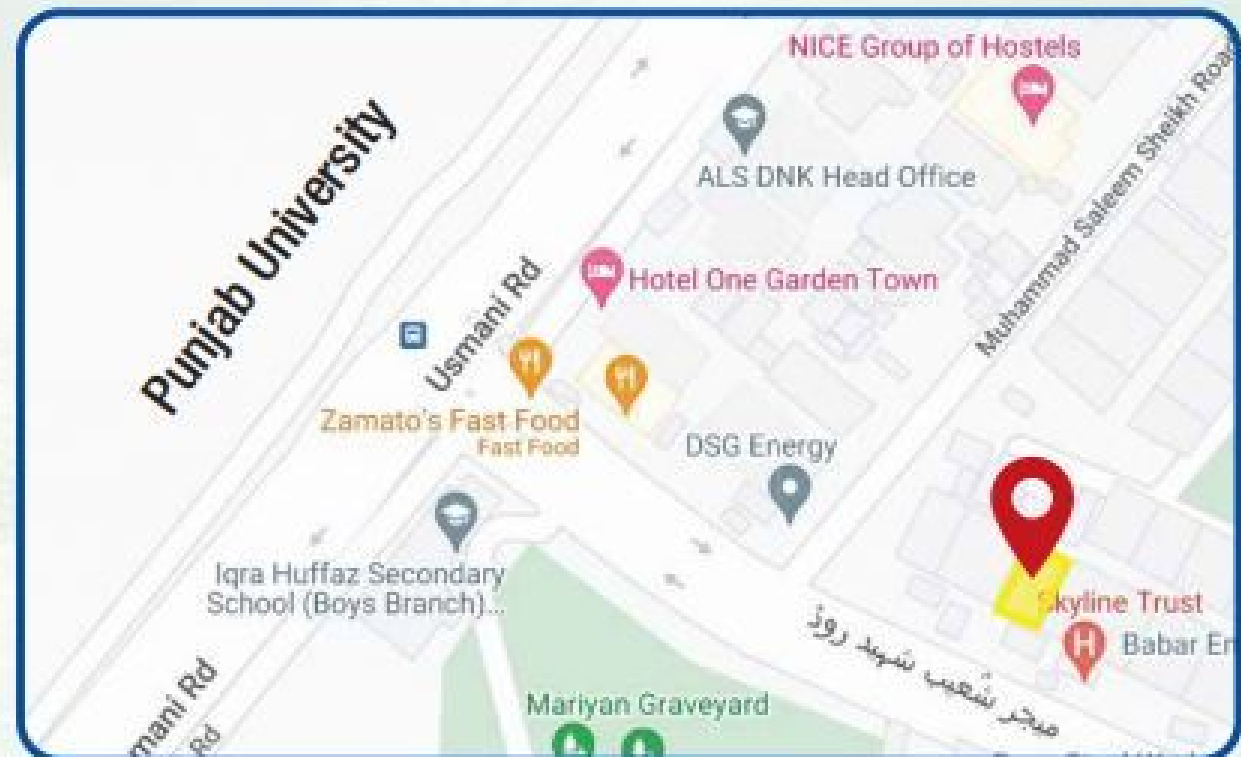 NICE Group of Hostels
ALS DNK Head Office
Muhammad Saleem Sheikh Road
Punjab University
Hotel One Garden Town
Usmani Rd
Zamato's Fast Food
Fast Food
DSG Energy
Iqra Huffaz Secondary
School (Boys Branch)...
Skyline Trust
H
Babar En
میجر شعیب شہید روڈ
mani Rd
Rd
Mariyan Graveyard